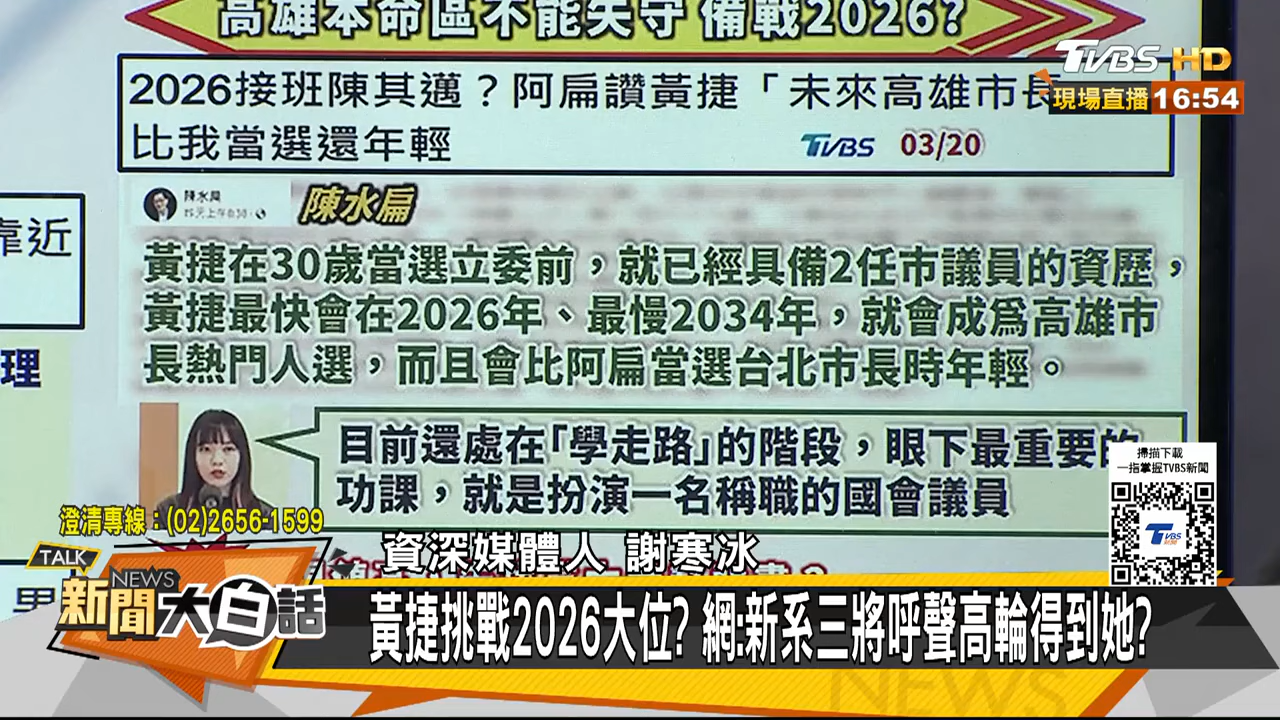 高雄本命區不能失守 備戰2026?
TVBS HD
2026接班陳其邁？阿扁讚黃捷「未來高雄市長
現場直播 16:54
比我當選還年輕
TVBS 03/20
陳水扁
陳水扁
靠近
黃捷在30歲當選立委前，就已經具備2任市議員的資歷，
黃捷最快會在2026年、最慢2034年，就會成為高雄市
長熱門人選，而且會比阿扁當選台北市長時年輕。
理
目前還處在「學走路」的階段，眼下最重要的
功課，就是扮演一名稱職的國會議員
掃描下載
一指掌握TVBS新聞
TVBS
新聞
澄清專線：(02)2656-1599
資深媒體人 謝寒冰
TALK
NEWS
新聞大白話
男
黃捷挑戰2026大位? 網:新系三將呼聲高輪得到她?
NEWS